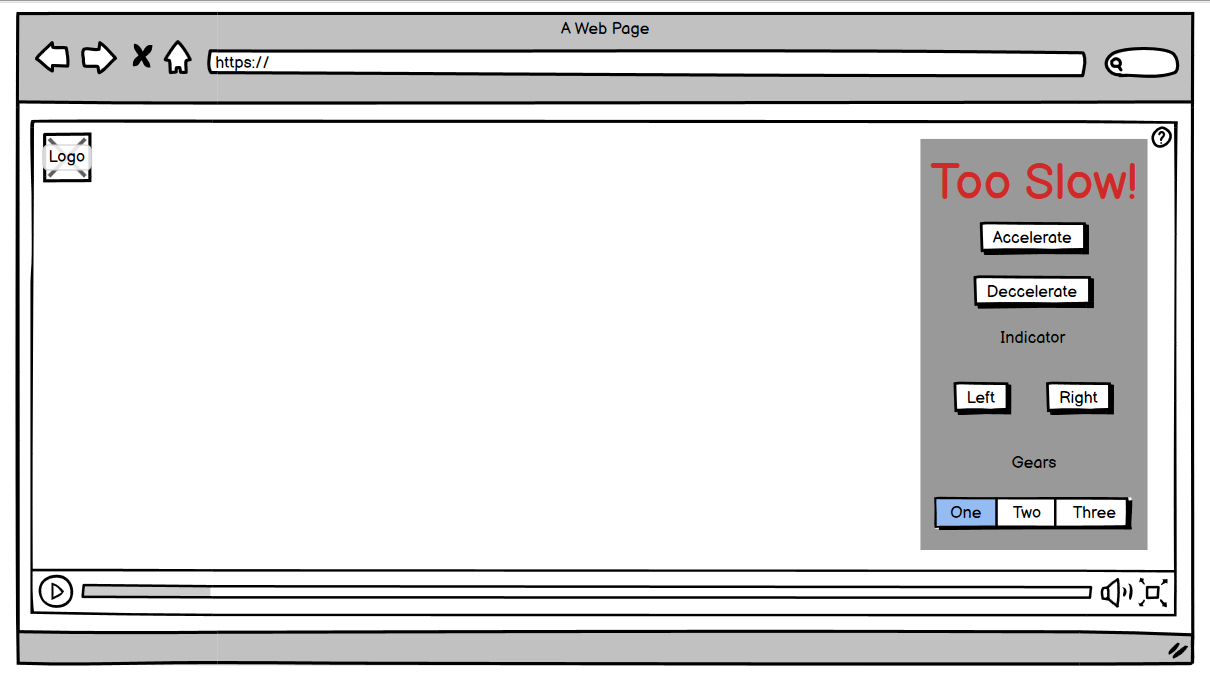 A Web Page
https://
Logo
?
Too Slow!
Accelerate
Deccelerate
Indicator
Left Right
Gears
One Two Three